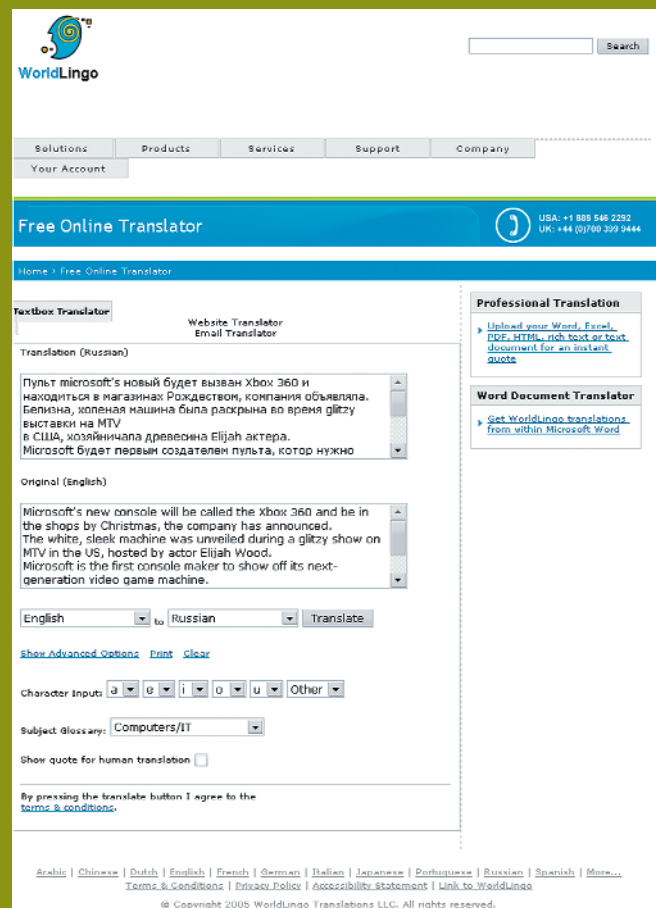 WorldLingo
Search
Solutions Products Services Support Company
Your Account
Free Online Translator
USA: +1 888 546 2292
UK: +44 (0)700 399 9444
Home > Free Online Translator
Textbox Translator
Website Translator
Email Translator
Translation (Russian)
Пульт microsoft's новый будет вызван Xbox 360 и
находиться в магазинах Рождеством, компания объявляла.
Белизна, холеная машина была раскрына во время glitzy
выставки на MTV
в США, хозяйничала древесина Elijah актера.
Microsoft будет первым создателем пульта, котор нужно
Original (English)
Microsoft's new console will be called the Xbox 360 and be in
the shops by Christmas, the company has announced.
The white, sleek machine was unveiled during a glitzy show on
MTV in the US, hosted by actor Elijah Wood.
Microsoft is the first console maker to show off its next-
generation video game machine.
English to Russian Translate
Show Advanced Options Print Clear
Character Input: a e i o u Other
Subject Glossary: Computers/IT
Show quote for human translation
By pressing the translate button I agree to the
terms & conditions.
Professional Translation
Upload your Word, Excel,
PDF, HTML, rich text or text
document for an instant
quote
Word Document Translator
Get WorldLingo translations
from within Microsoft Word
Arabic | Chinese | Dutch | English | French | German | Italian | Japanese | Portuguese | Russian | Spanish | More...
Terms & Conditions | Privacy Policy | Accessibility Statement | Link to WorldLingo
© Copyright 2005 WorldLingo Translations LLC. All rights reserved.